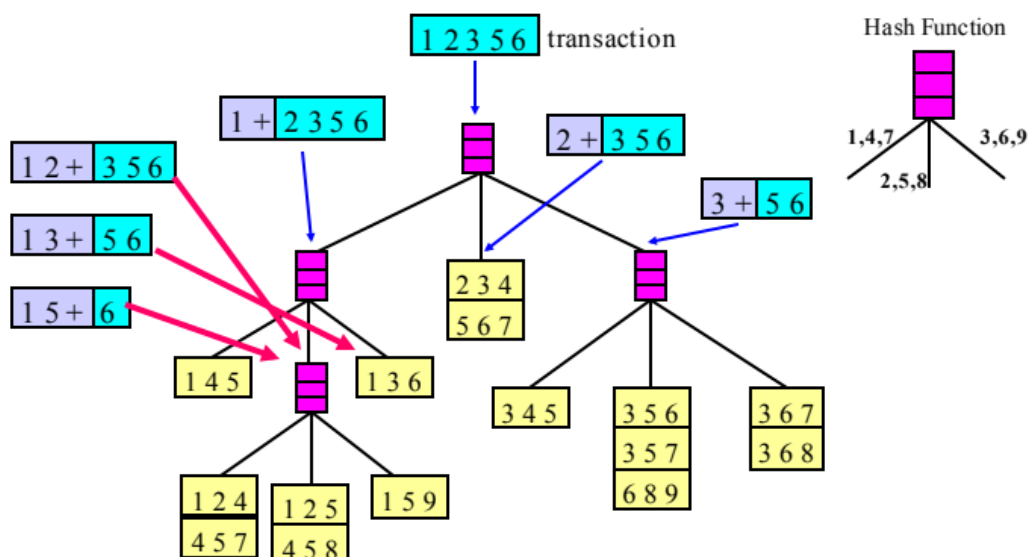 1 2 3 5 6 transaction
Hash Function
1 + 2 3 5 6
2 + 3 5 6
1,4,7
3,6,9
2,5,8
1 2 + 3 5 6
3 + 5 6
1 3 + 5 6
1 5 + 6
2 3 4
5 6 7
1 4 5
1 3 6
3 4 5
3 5 6
3 6 7
3 5 7
3 6 8
6 8 9
1 2 4
1 2 5
1 5 9
4 5 7
4 5 8